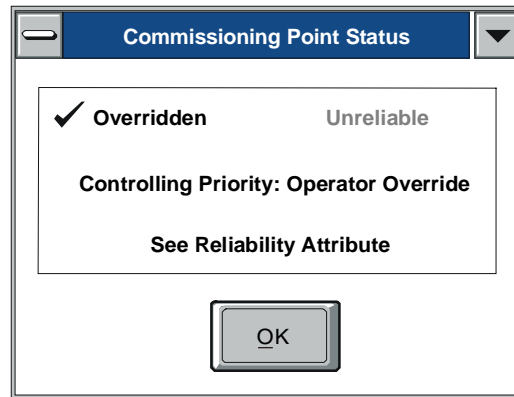 Commissioning Point Status
Overridden Unreliable
Controlling Priority: Operator Override
See Reliability Attribute
OK